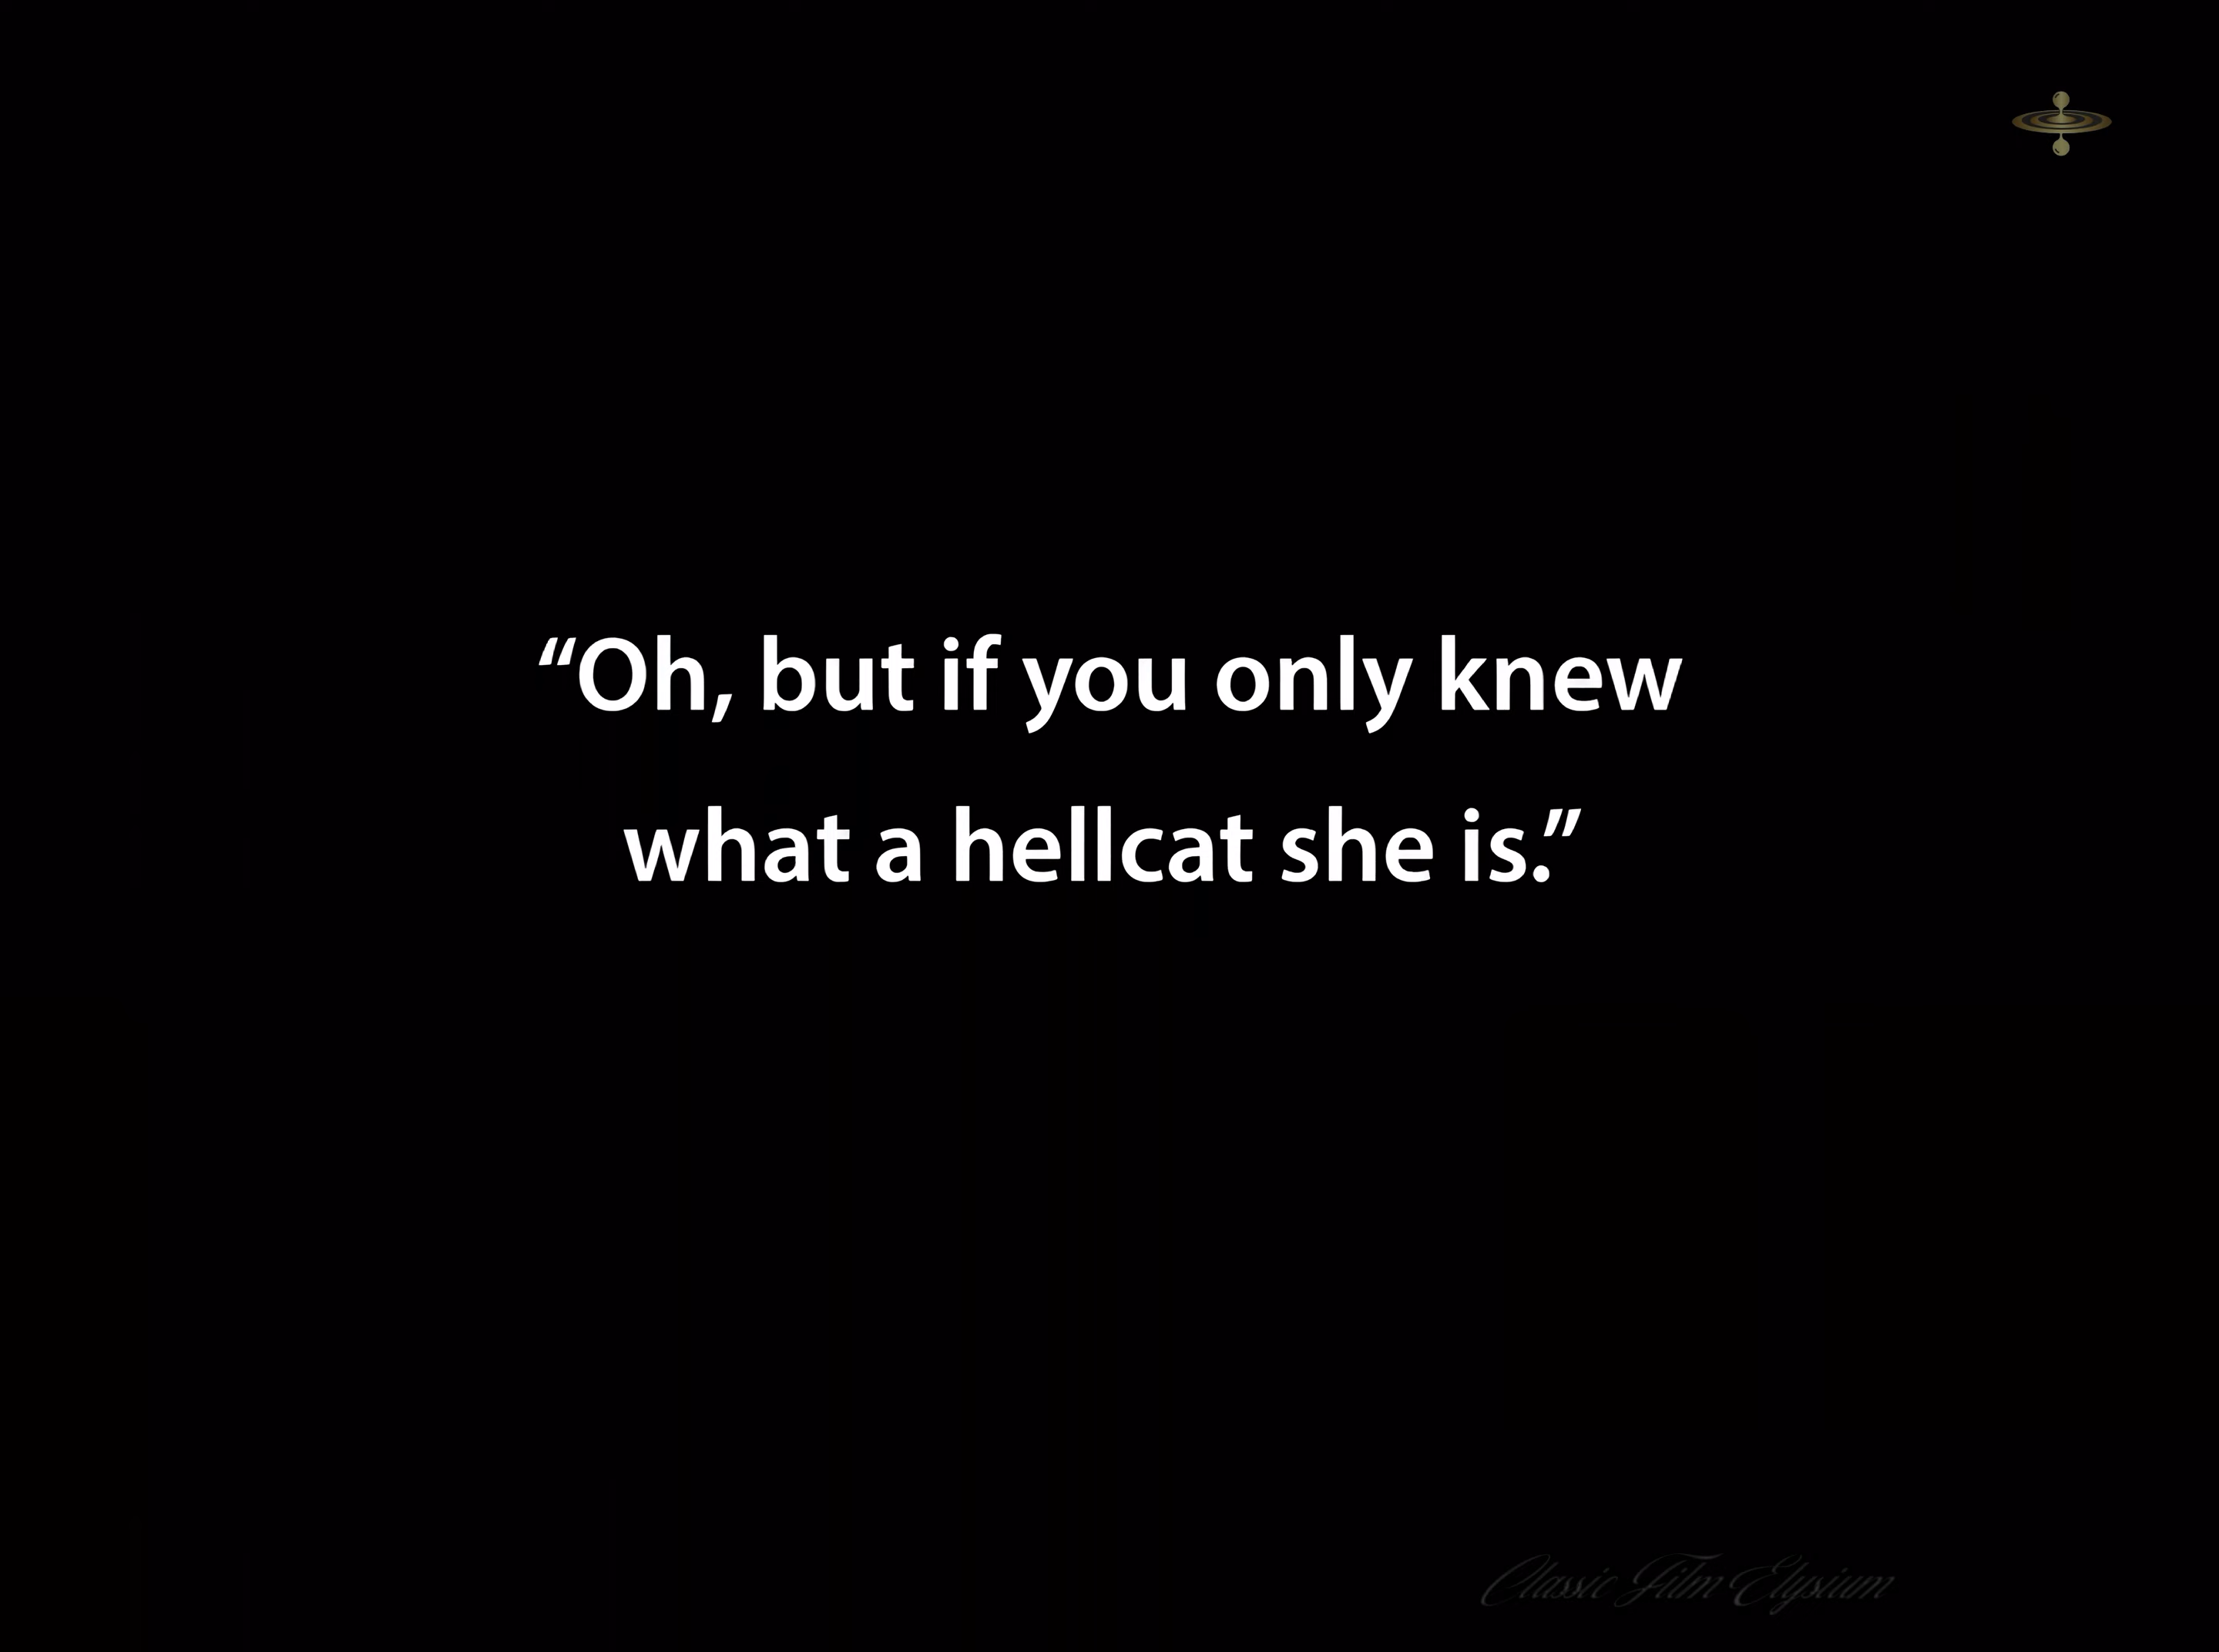 “Oh, but if you only knew
what a hellcat she is.”
Classic Film Elysium